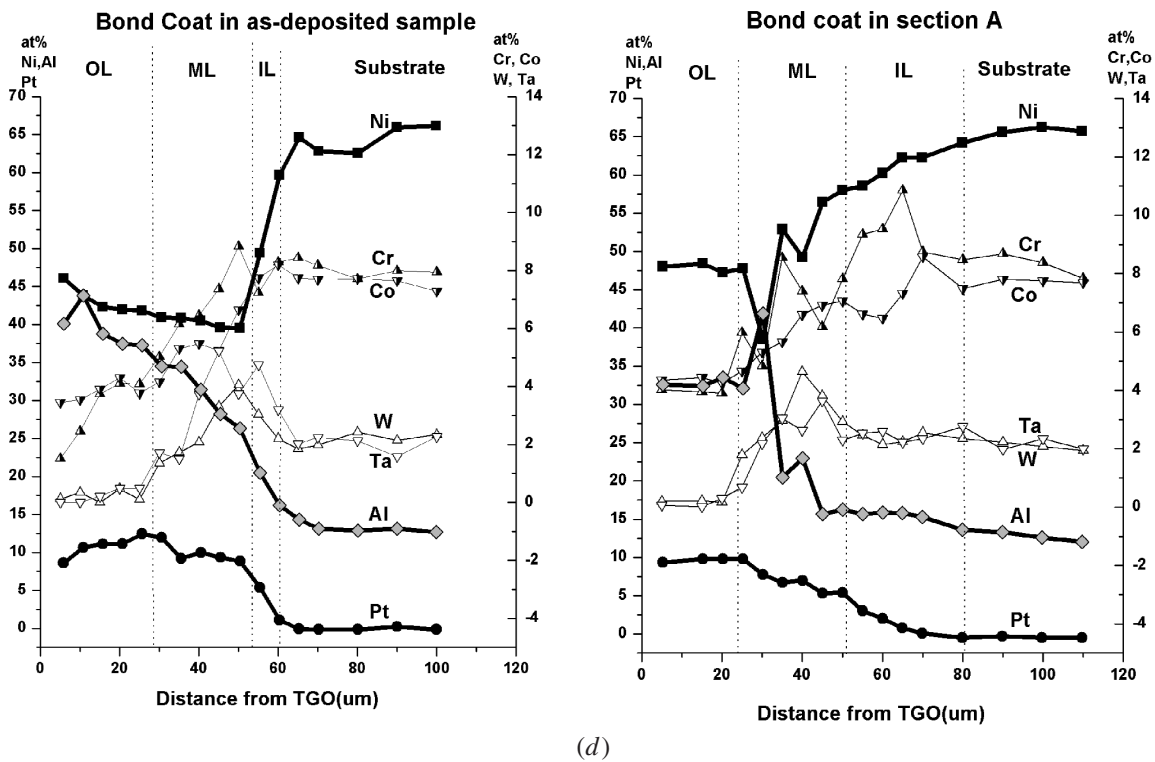 Bond Coat in as-deposited sample
at%
Ni,Al
Pt
OL
ML
IL
Substrate
at%
Cr, Co
W, Ta
70
65
60
55
50
45
40
35
30
25
20
15
10
5
0
14
12
10
8
6
4
2
0
-2
-4
Ni
Cr
Co
W
Ta
Al
Pt
0 20 40 60 80 100 120
Distance from TGO(um)
Bond coat in section A
at%
Ni,Al
Pt
OL
ML
IL
Substrate
at%
Cr,Co
W,Ta
70
65
60
55
50
45
40
35
30
25
20
15
10
5
0
14
12
10
8
6
4
2
0
-2
-4
Ni
Cr
Co
Ta
W
Al
Pt
0 20 40 60 80 100 120
Distance from TGO(um)
(d)